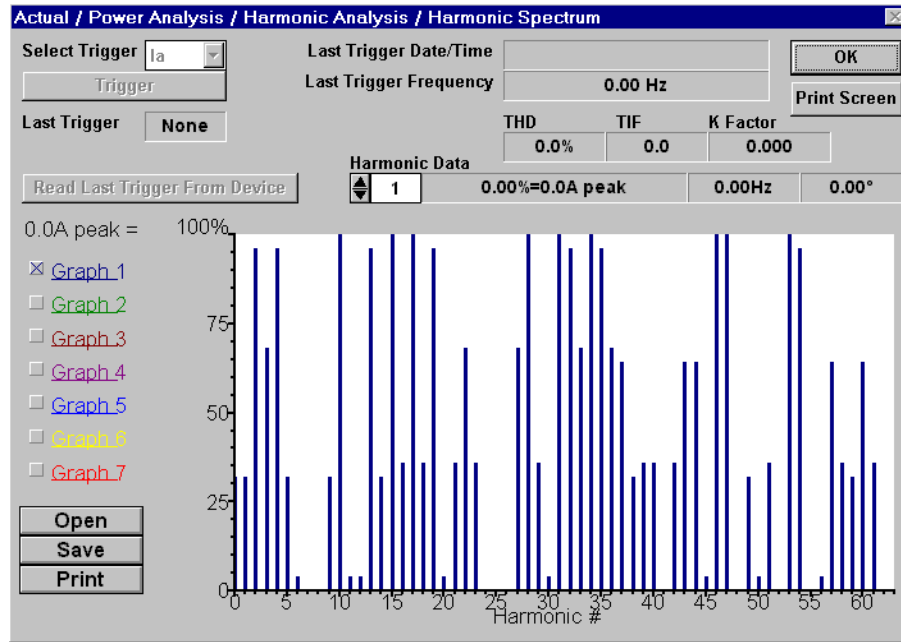 Actual / Power Analysis / Harmonic Analysis / Harmonic Spectrum
Select Trigger Ia
Trigger
Last Trigger None
Last Trigger Date/Time
Last Trigger Frequency 0.00 Hz
OK
Print Screen
THD TIF K Factor
0.0% 0.0 0.000
Harmonic Data
Read Last Trigger From Device
1 0.00%=0.0A peak 0.00Hz 0.00°
0.0A peak = 100%
Graph 1
Graph 2
Graph 3
Graph 4
Graph 5
Graph 6
Graph 7
Open
Save
Print
75
50
25
0
0 5 10 15 20 25 30 35 40 45 50 55 60
Harmonic #